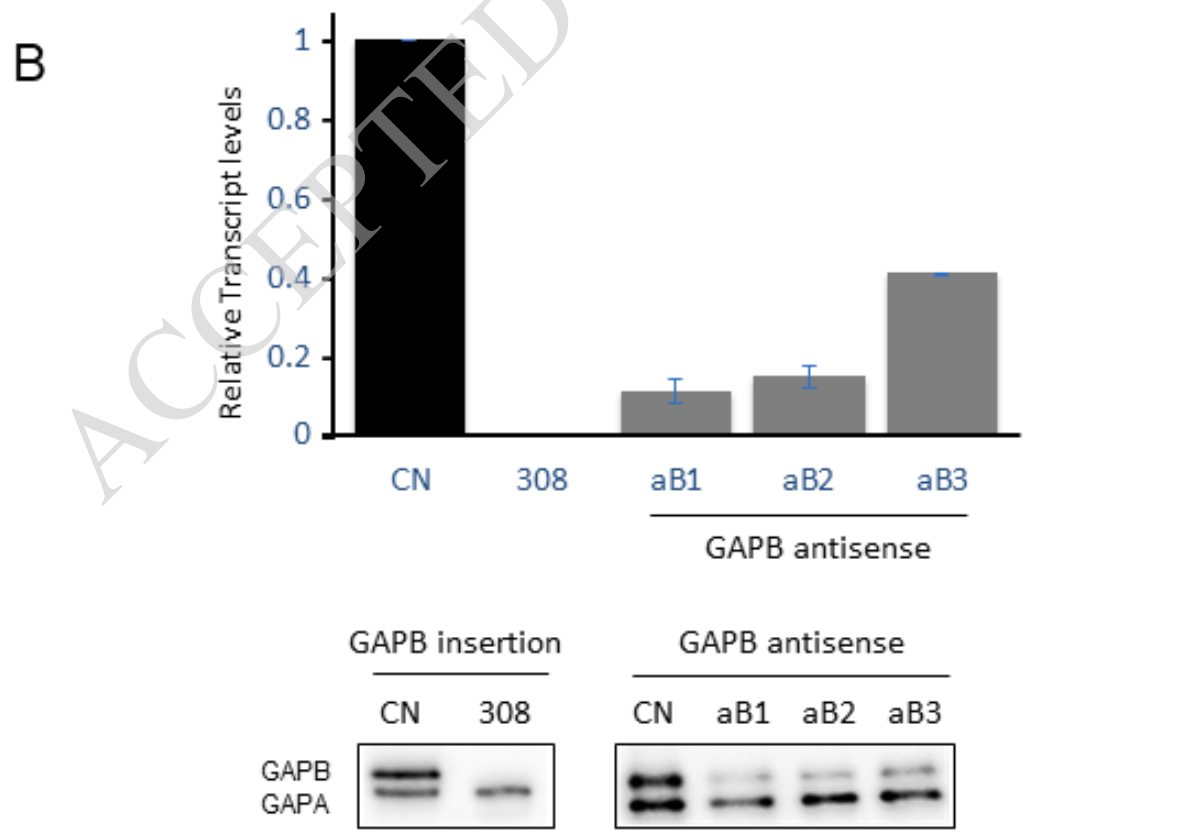 B
Relative Transcript levels
1
0.8
0.6
0.4
0.2
0
CN 308 aB1 aB2 aB3
GAPB antisense
ACCEPTED
GAPB insertion GAPB antisense
CN 308 CN aB1 aB2 aB3
GAPB
GAPA